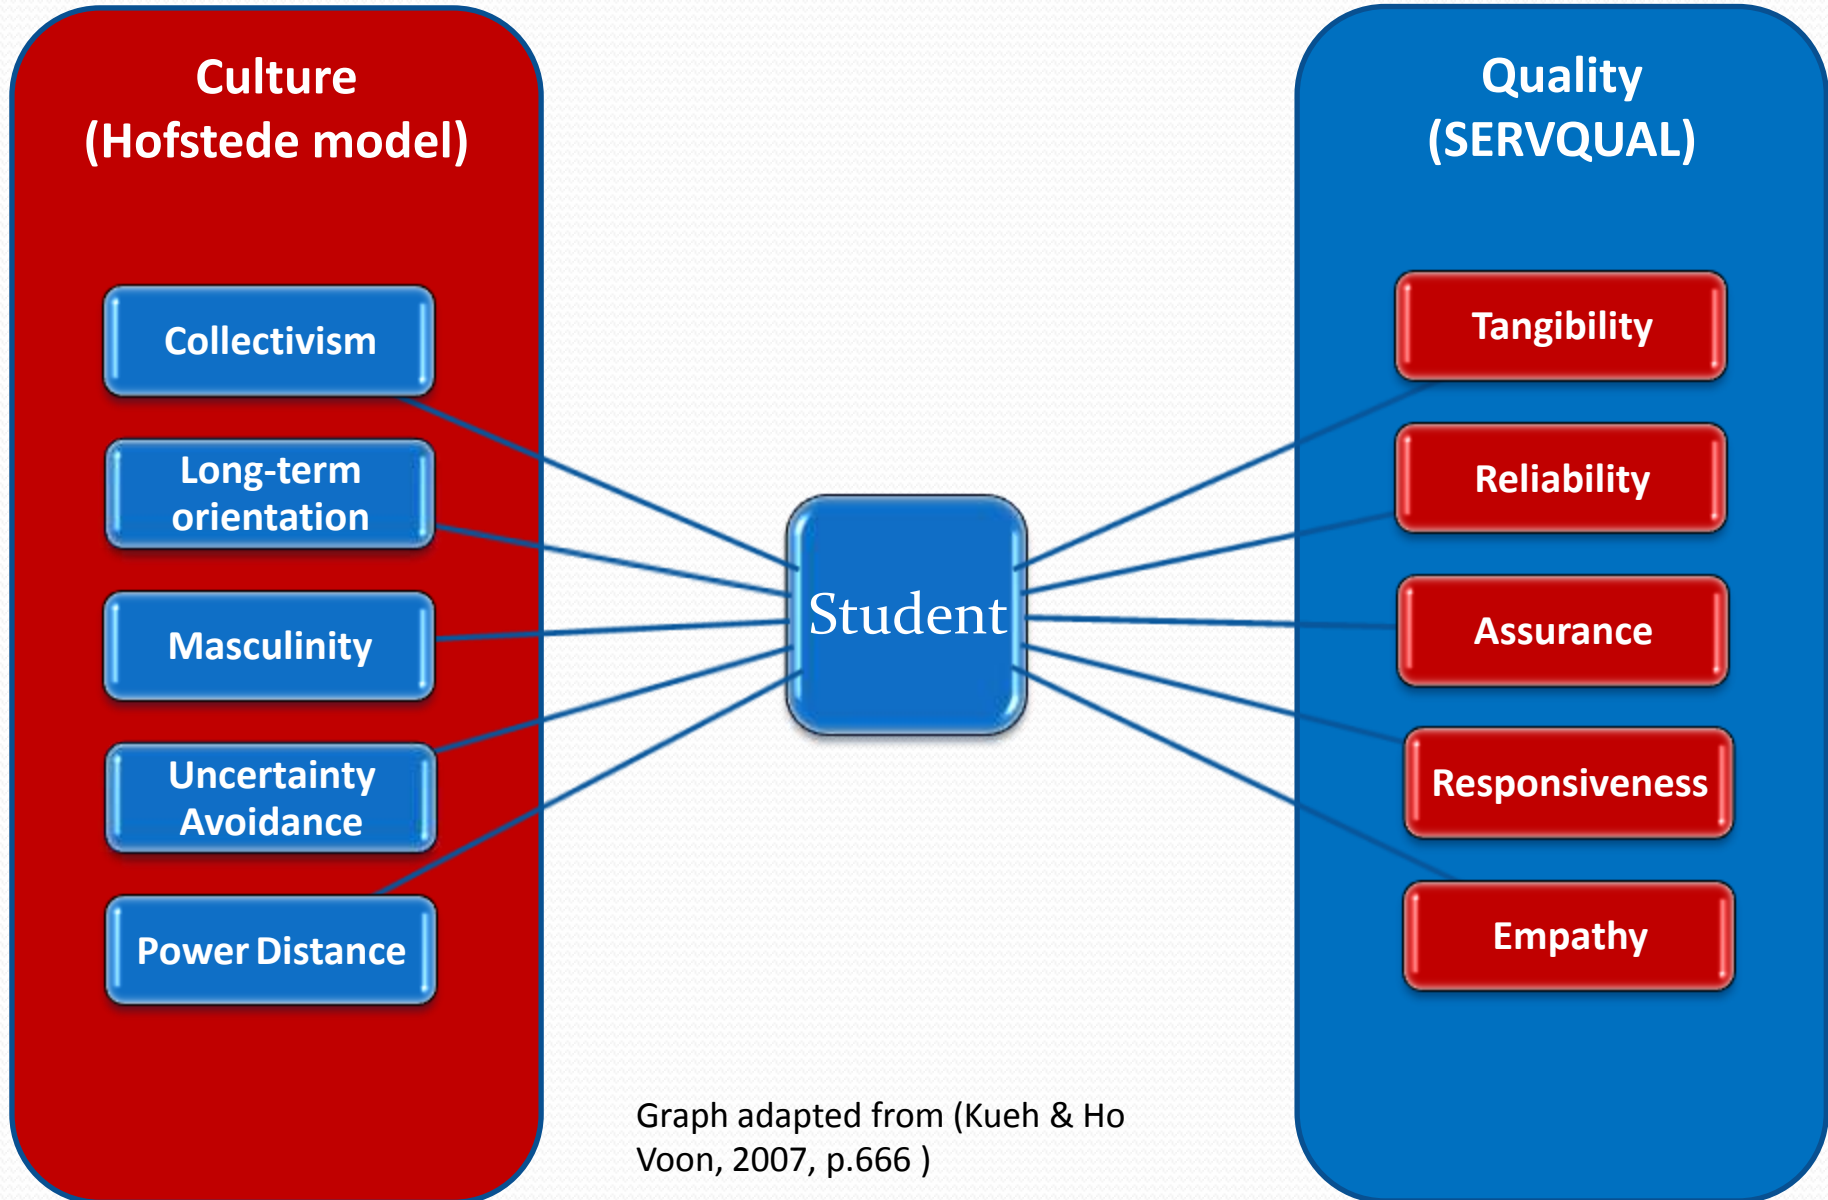 Culture
(Hofstede model)
Collectivism
Long-term
orientation
Masculinity
Uncertainty
Avoidance
Power Distance
Student
Quality
(SERVQUAL)
Tangibility
Reliability
Assurance
Responsiveness
Empathy
Graph adapted from (Kueh & Ho
Voon, 2007, p.666 )